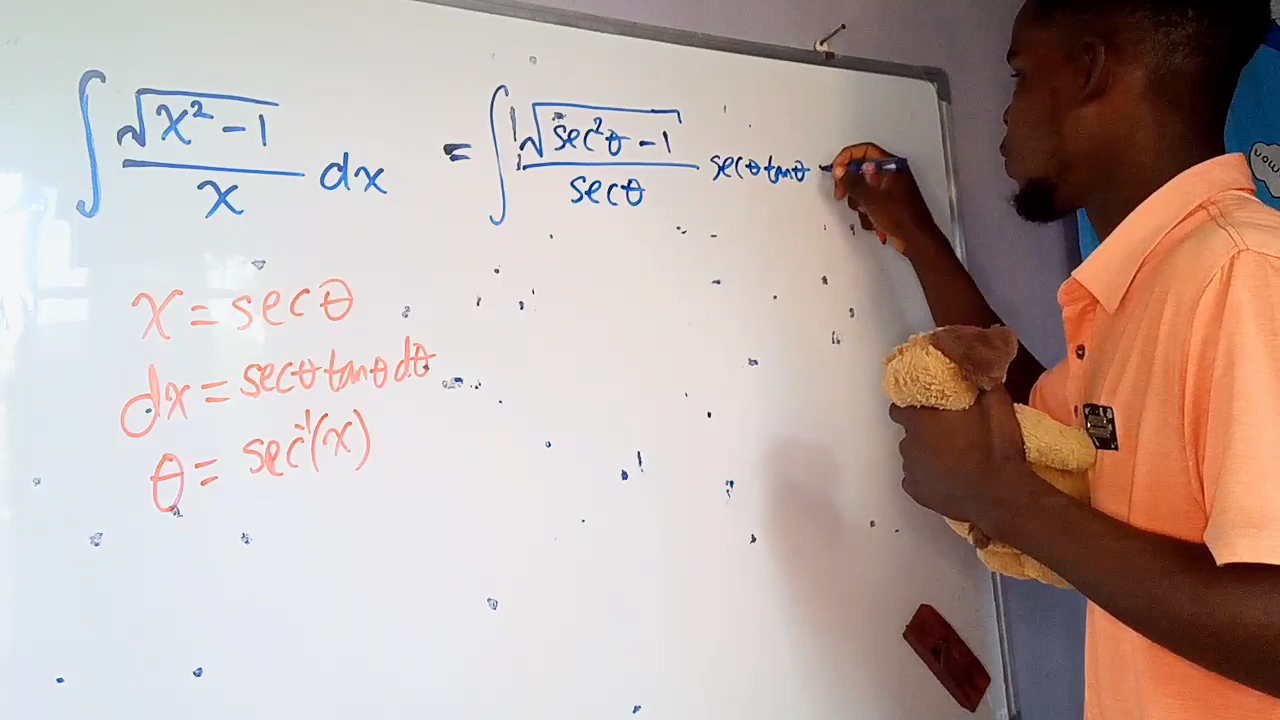 ∫ √(x² - 1) / x dx = ∫ √(sec²θ - 1) / secθ secθ tanθ
x = secθ
dx = secθ tanθ dθ
θ = sec⁻¹(x)